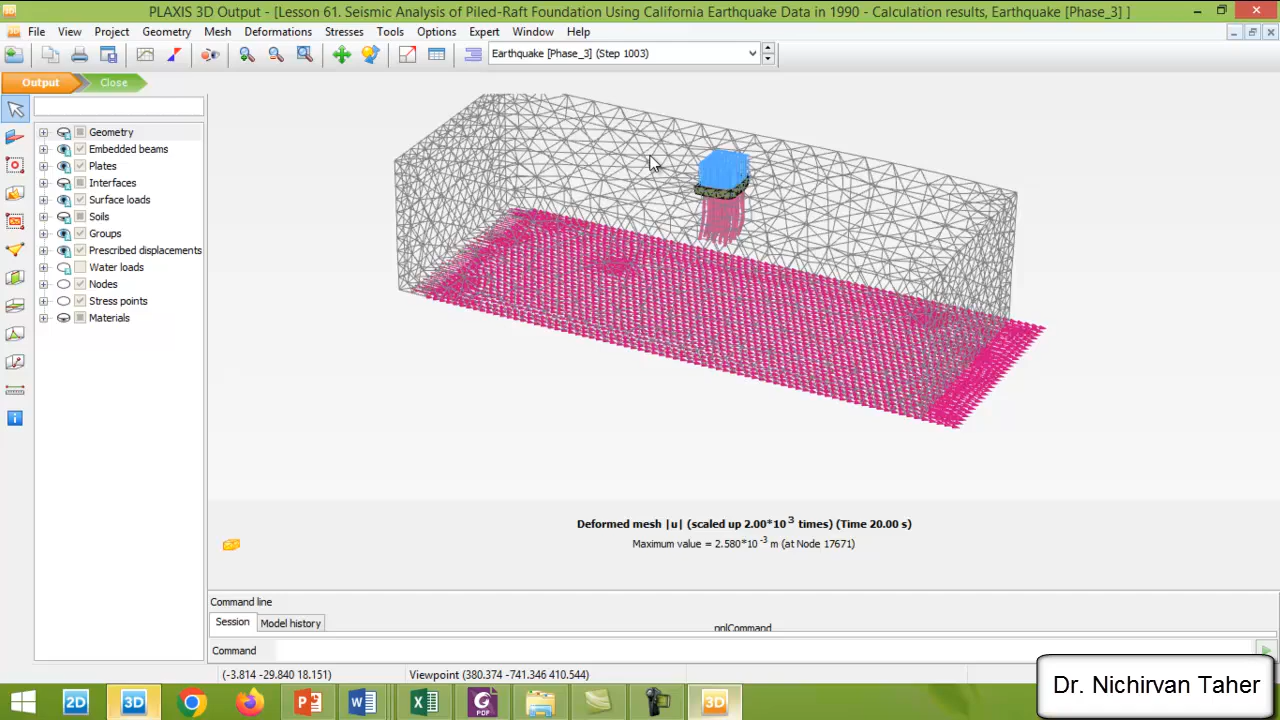 PLAXIS 3D Output - [Lesson 61. Seismic Analysis of Piled-Raft Foundation Using California Earthquake Data in 1990 - Calculation results, Earthquake [Phase_3] ]
File View Project Geometry Mesh Deformations Stresses Tools Options Expert Window Help
Earthquake [Phase_3] (Step 1003)
Output Close
Geometry
Embedded beams
Plates
Interfaces
Surface loads
Soils
Groups
Prescribed displacements
Water loads
Nodes
Stress points
Materials
Deformed mesh |u| (scaled up 2.00*10 3 times) (Time 20.00 s)
Maximum value = 2.580*10 -3 m (at Node 17671)
Command line
Session Model history
Command
(-3.814 -29.840 18.151) Viewpoint (380.374 -741.346 410.544)
Dr. Nichirvan Taher
2D 3D PDF 3D